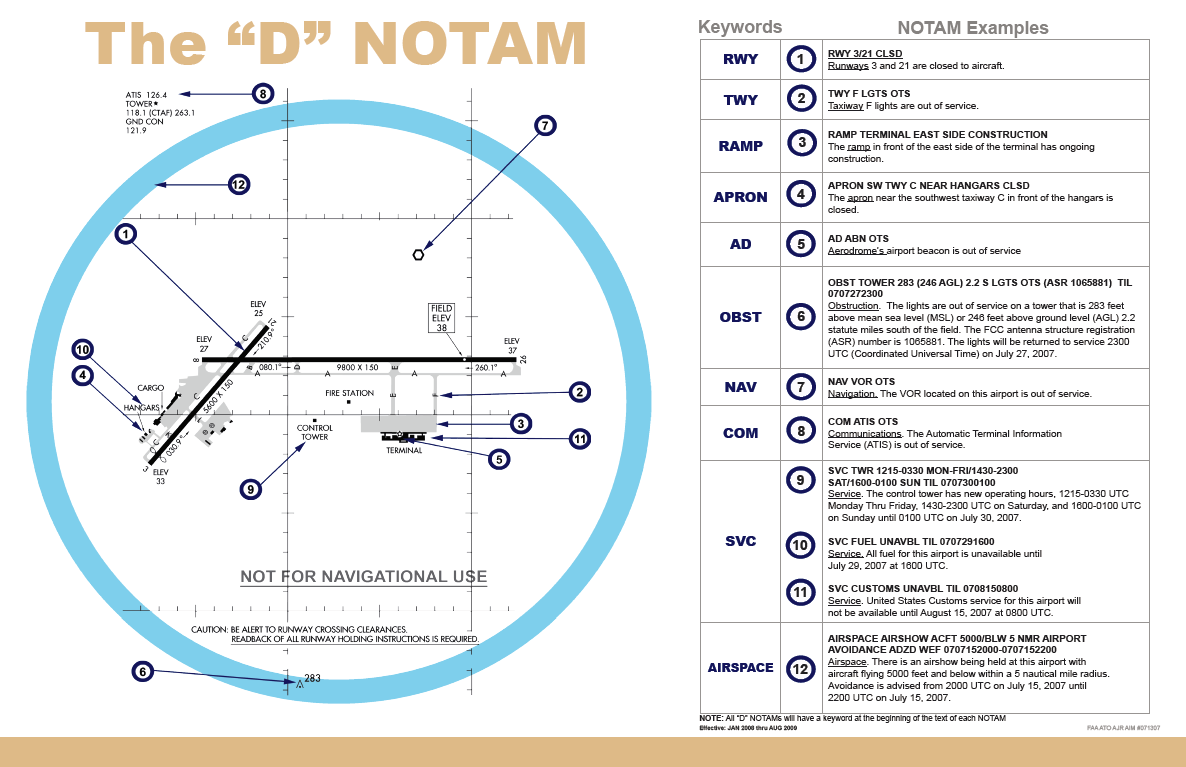 The “D” NOTAM
ATIS 126.4
TOWER★
118.1 (CTAF) 263.1
GND CON
121.9
8
7
12
1
ELEV
25
210.9°
C
FIELD
ELEV
38
ELEV
27
ELEV
37
8
26
B
080.1°
D
9800 X 150
E
260.1°
A
A
A
A
10
4
CARGO
HANGARS
C
5600 X 150
FIRE STATION
E
F
2
3
11
CONTROL
TOWER
TERMINAL
5
030.9°
3
ELEV
33
9
NOT FOR NAVIGATIONAL USE
CAUTION: BE ALERT TO RUNWAY CROSSING CLEARANCES.
READBACK OF ALL RUNWAY HOLDING INSTRUCTIONS IS REQUIRED.
6
283
Keywords NOTAM Examples
RWY
1
RWY 3/21 CLSD
Runways 3 and 21 are closed to aircraft.
TWY
2
TWY F LGTS OTS
Taxiway F lights are out of service.
RAMP
3
RAMP TERMINAL EAST SIDE CONSTRUCTION
The ramp in front of the east side of the terminal has ongoing
construction.
APRON
4
APRON SW TWY C NEAR HANGARS CLSD
The apron near the southwest taxiway C in front of the hangars is
closed.
AD
5
AD ABN OTS
Aerodrome's airport beacon is out of service
OBST
6
OBST TOWER 283 (246 AGL) 2.2 S LGTS OTS (ASR 1065881) TIL
0707272300
Obstruction. The lights are out of service on a tower that is 283 feet
above mean sea level (MSL) or 246 feet above ground level (AGL) 2.2
statute miles south of the field. The FCC antenna structure registration
(ASR) number is 1065881. The lights will be returned to service 2300
UTC (Coordinated Universal Time) on July 27, 2007.
NAV
7
NAV VOR OTS
Navigation. The VOR located on this airport is out of service.
COM
8
COM ATIS OTS
Communications. The Automatic Terminal Information
Service (ATIS) is out of service.
SVC
9
SVC TWR 1215-0330 MON-FRI/1430-2300
SAT/1600-0100 SUN TIL 0707300100
Service. The control tower has new operating hours, 1215-0330 UTC
Monday Thru Friday, 1430-2300 UTC on Saturday, and 1600-0100 UTC
on Sunday until 0100 UTC on July 30, 2007.
10
SVC FUEL UNAVBL TIL 0707291600
Service. All fuel for this airport is unavailable until
July 29, 2007 at 1600 UTC.
11
SVC CUSTOMS UNAVBL TIL 0708150800
Service. United States Customs service for this airport will
not be available until August 15, 2007 at 0800 UTC.
AIRSPACE
12
AIRSPACE AIRSHOW ACFT 5000/BLW 5 NMR AIRPORT
AVOIDANCE ADZD WEF 0707152000-0707152200
Airspace. There is an airshow being held at this airport with
aircraft flying 5000 feet and below within a 5 nautical mile radius.
Avoidance is advised from 2000 UTC on July 15, 2007 until
2200 UTC on July 15, 2007.
NOTE: All “D” NOTAMs will have a keyword at the beginning of the text of each NOTAM
Effective: JAN 2008 thru AUG 2009
FAA ATO AJR AIM #071307